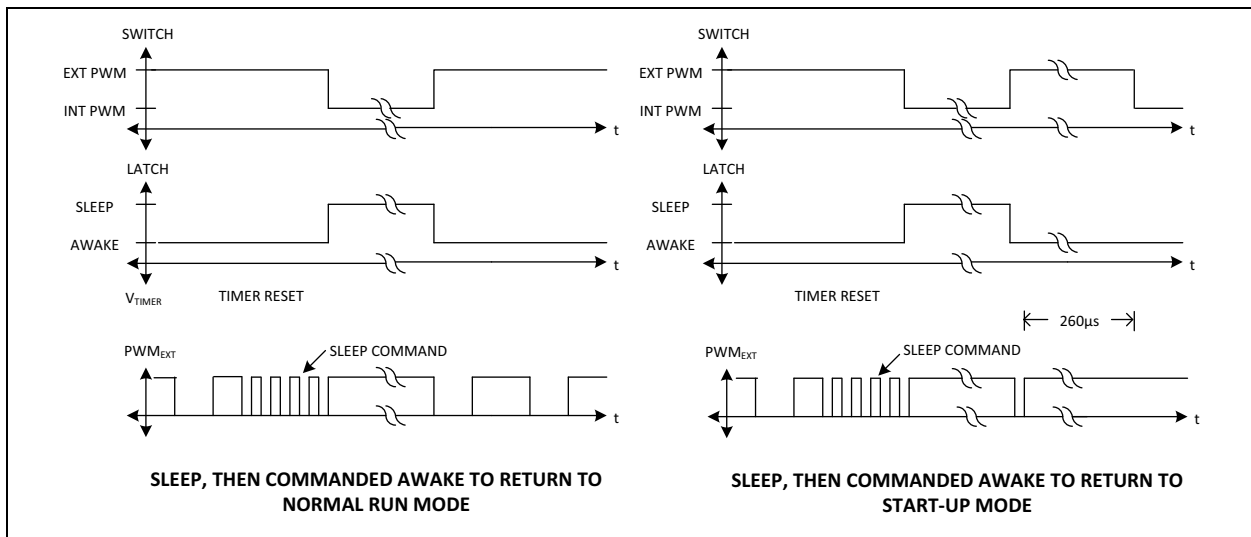 SWITCH
EXT PWM
INT PWM
t
LATCH
SLEEP
AWAKE
t
VTIMER
TIMER RESET
PWMEXT
SLEEP COMMAND
t
SLEEP, THEN COMMANDED AWAKE TO RETURN TO
NORMAL RUN MODE
SWITCH
EXT PWM
INT PWM
t
LATCH
SLEEP
AWAKE
t
TIMER RESET
260µs
PWMEXT
SLEEP COMMAND
t
SLEEP, THEN COMMANDED AWAKE TO RETURN TO
START-UP MODE